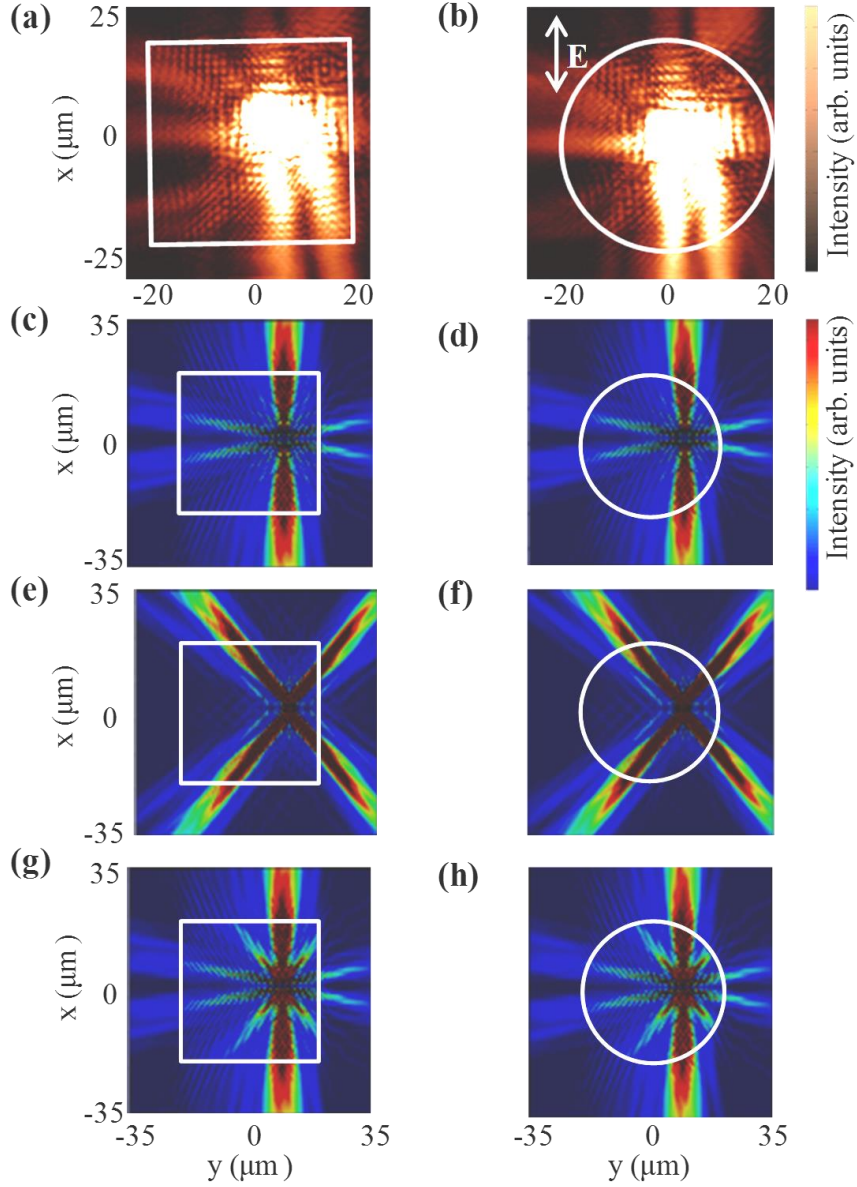 (a)
(b)
25
0
-25
x (μm )
E
-20 0 20
-20 0 20
Intensity (arb. units)
(c)
(d)
35
0
-35
x (μm)
Intensity (arb. units)
(e)
(f)
35
0
-35
x (μm)
(g)
(h)
35
0
-35
x (μm)
-35 0 35
-35 0 35
y (μm )
y (μm)